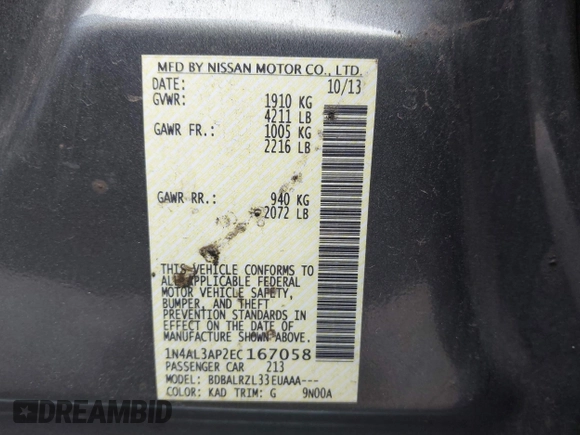 MFD BY NISSAN MOTOR CO., LTD.
DATE: 10/13
GVWR: 1910 KG
4211 LB
GAWR FR.: 1005 KG
2216 LB
GAWR RR.: 940 KG
2072 LB
THIS VEHICLE CONFORMS TO
ALL APPLICABLE FEDERAL
MOTOR VEHICLE SAFETY,
BUMPER, AND THEFT
PREVENTION STANDARDS IN
EFFECT ON THE DATE OF
MANUFACTURE SHOWN ABOVE.
1N4AL3AP2EC167058
PASSENGER CAR 213
MODEL: BDBALRZL33EUAAA---
COLOR: KAD TRIM: G 9N00A
DREAMBID